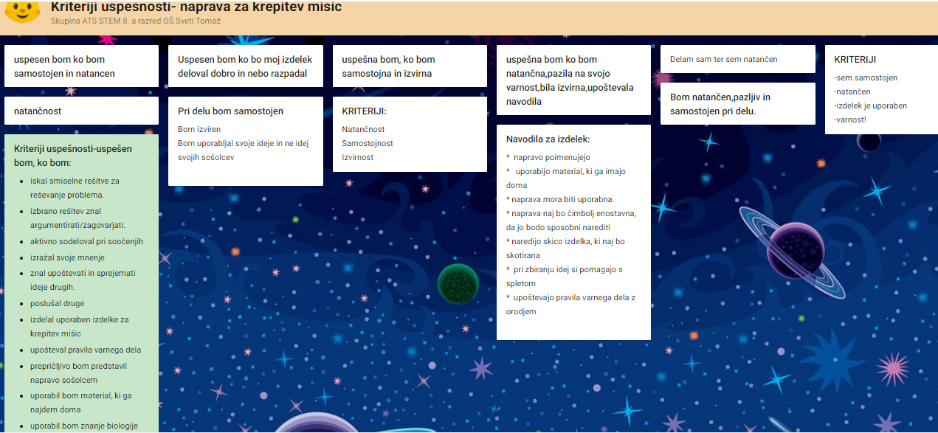 Kriteriji uspešnosti- naprava za krepitev mišic
Skupina ATS STEM 8. a razred OŠ Sveti Tomaž
uspesen bom ko bom
samostojen in natancen
natančnost
Kriteriji uspešnosti-uspešen
bom, ko bom:
iskal smiselne rešitve za
reševanje problema.
izbrano rešitev znal
argumentirati/zagovarjati.
aktivno sodeloval pri soočenjih
izražal svoje mnenje
znal upoštevati in sprejemati
ideje drugih.
poslušal druge
izdelal uporaben izdelke za
krepitev mišic
upošteval pravila varnega dela
prepričljivo bom predstavil
napravo sošolcem
uporabil bom material, ki ga
najdem doma
uporabil bom znanje biologije
Uspesen bom ko bo moj izdelek
deloval dobro in nebo razpadal
Pri delu bom samostojen
Bom izviren
Bom uporabljal svoje ideje in ne idej
svojih sošolcev
uspešna bom, ko bom
samostojna in izvirna
KRITERIJI:
Natančnost
Samostojnost
Izvirnost
uspešna bom ko bom
natančna,pazila na svojo
varnost,bila izvirna,upoštevala
navodila
Navodila za izdelek:
* napravo poimenujejo
* uporabijo material, ki ga imajo
doma
* naprava mora biti uporabna.
* naprava naj bo čimbolj enostavna,
da jo bodo sposobni narediti
* naredijo skico izdelka, ki naj bo
skotirana
* pri zbiranju idej si pomagajo s
spletom
* upoštevajo pravila varnega dela z
orodjem
Delam sam ter sem natančen
Bom natančen,pazljiv in
samostojen pri delu.
KRITERIJI
-sem samostojen
-natančen
-izdelek je uporaben
-varnost!